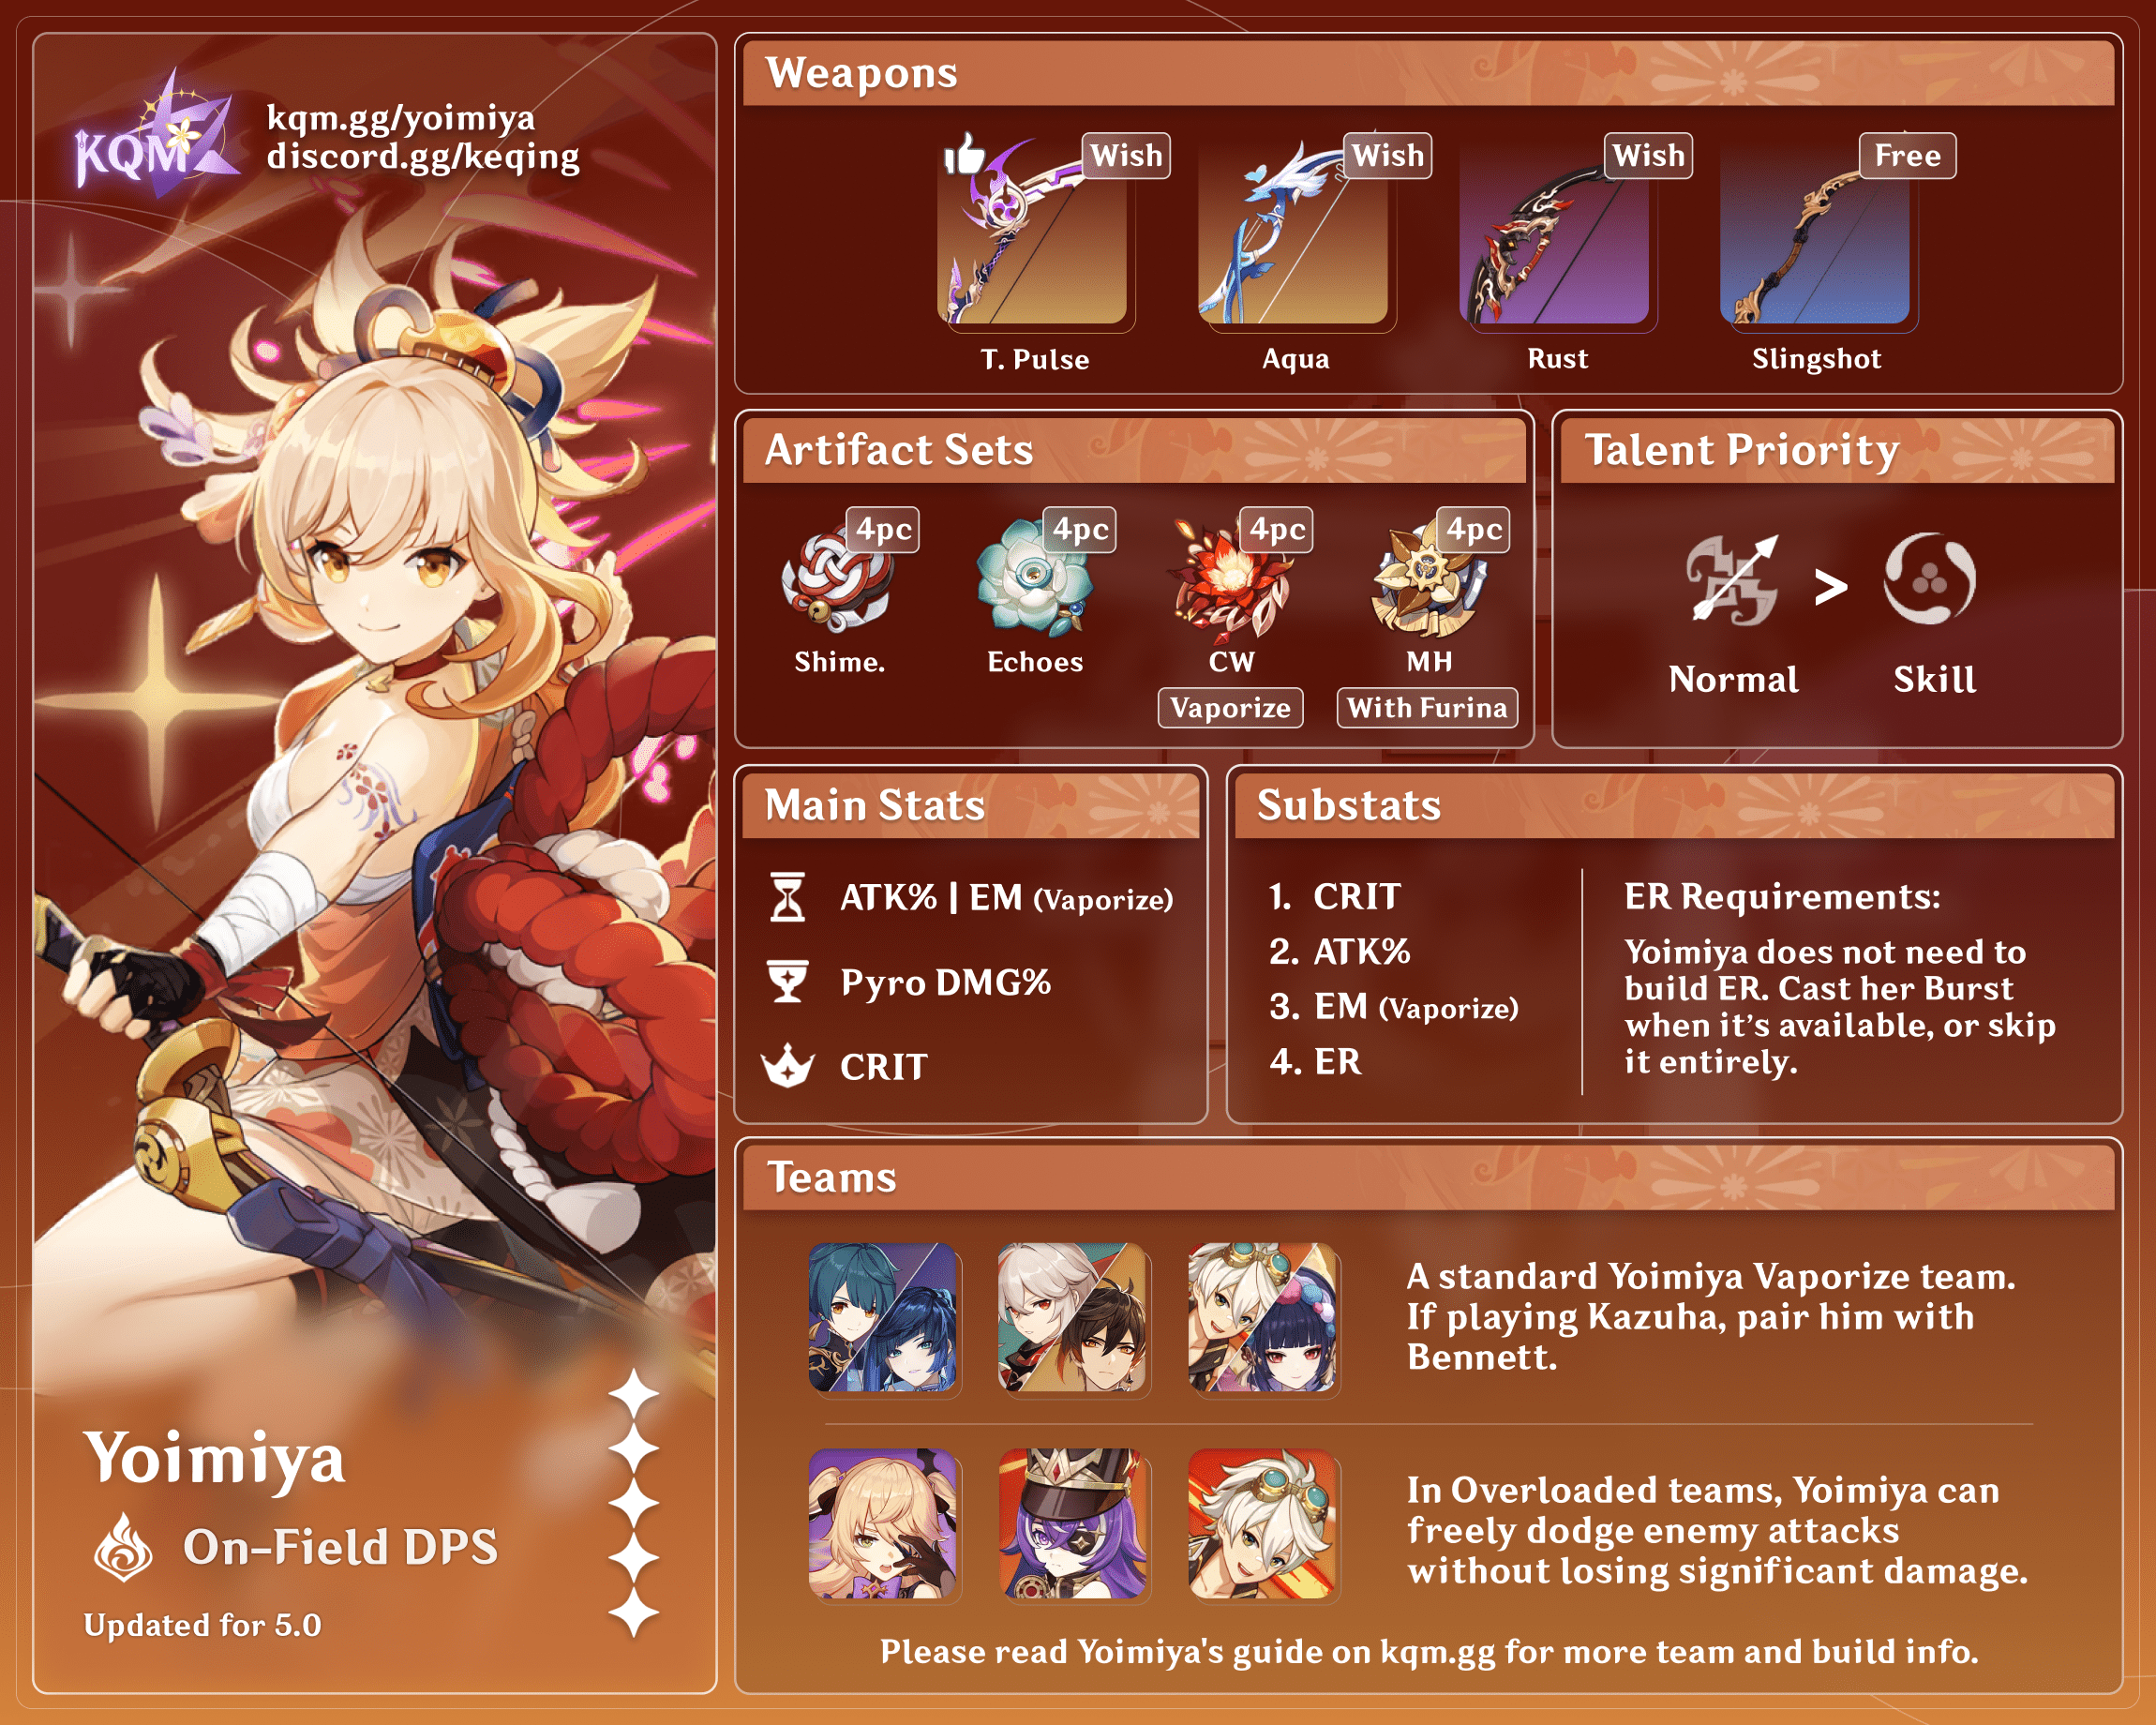 KQM
kqm.gg/yoimiya
discord.gg/keqing
Yoimiya
On-Field DPS
Updated for 5.0
Weapons
Wish
Wish
Wish
Free
T. Pulse
Aqua
Rust
Slingshot
Artifact Sets
4pc
4pc
4pc
4pc
Shime.
Echoes
CW
MH
Vaporize
With Furina
Talent Priority
>
Normal
Skill
Main Stats
ATK% | EM (Vaporize)
Pyro DMG%
CRIT
Substats
1. CRIT
2. ATK%
3. EM (Vaporize)
4. ER
ER Requirements:
Yoimiya does not need to
build ER. Cast her Burst
when it's available, or skip
it entirely.
Teams
A standard Yoimiya Vaporize team.
If playing Kazuha, pair him with
Bennett.
In Overloaded teams, Yoimiya can
freely dodge enemy attacks
without losing significant damage.
Please read Yoimiya's guide on kqm.gg for more team and build info.